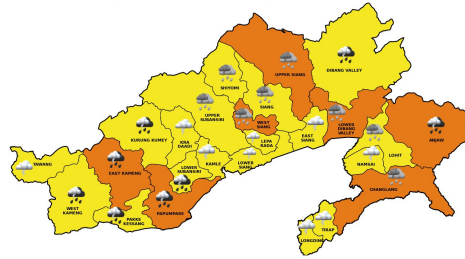 UPPER SIANG
DIBANG VALLEY
SHIYOMI
SIANG
UPPER
SUBANSIRI
WEST
SIANG
LOWER
DIBANG
VALLEY
ANJAW
KURUNG KUMEY
KRA
DAADI
LEPA
RADA
EAST
SIANG
TAWANG
EAST KAMENG
LOWER
SUBANSIRI
KAMLE
LOWER
SIANG
NAMSAI
LOHIT
CHANGLANG
WEST
KAMENG
PAKKE
KESSANG
PAPUMPARE
TIRAP
LONGDING